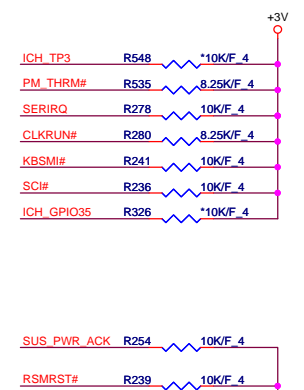 +3V
ICH_TP3 R548 *10K/F_4
PM_THRM# R535 8.25K/F_4
SERIRQ R278 10K/F_4
CLKRUN# R280 8.25K/F_4
KBSMI# R241 10K/F_4
SCI# R236 10K/F_4
ICH_GPIO35 R326 *10K/F_4
SUS_PWR_ACK R254 10K/F_4
RSMRST# R239 10K/F_4